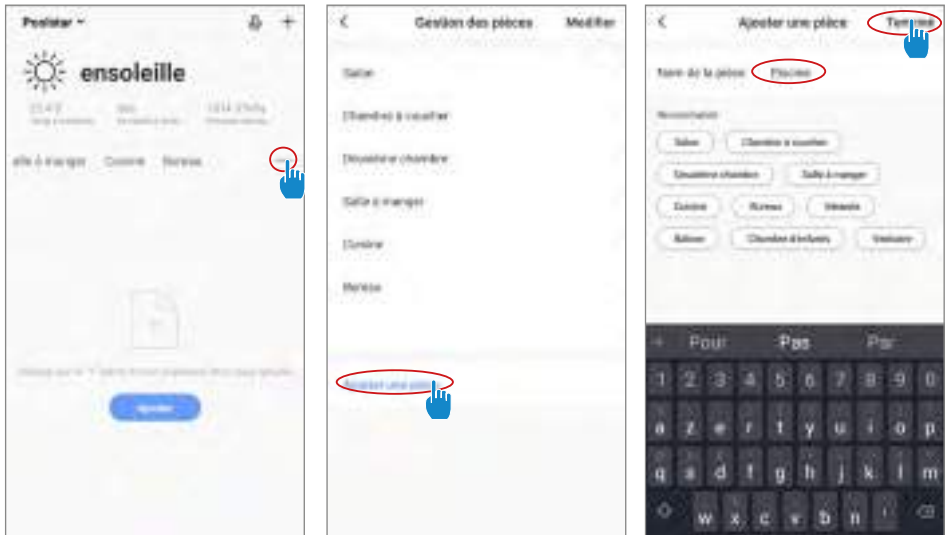 Poolstar
ensoleille
alle à manger Cuisine Bureau
Ajouter
Gestion des pièces Modifier
Salon
Chambre à coucher
Deuxième chambre
Salle à manger
Cuisine
Bureau
Ajouter une pièce
Ajouter une pièce Terminé
Nom de la pièce Piscine
Salon Chambre à coucher
Deuxième chambre Salle à manger
Cuisine Bureau Véranda
Balcon Chambre d'enfants Vestiaire
Pour Pas Par
1 2 3 4 5 6 7 8 9 0
a z e r t y u i o p
q s d f g h j k l m
w x c v b n '